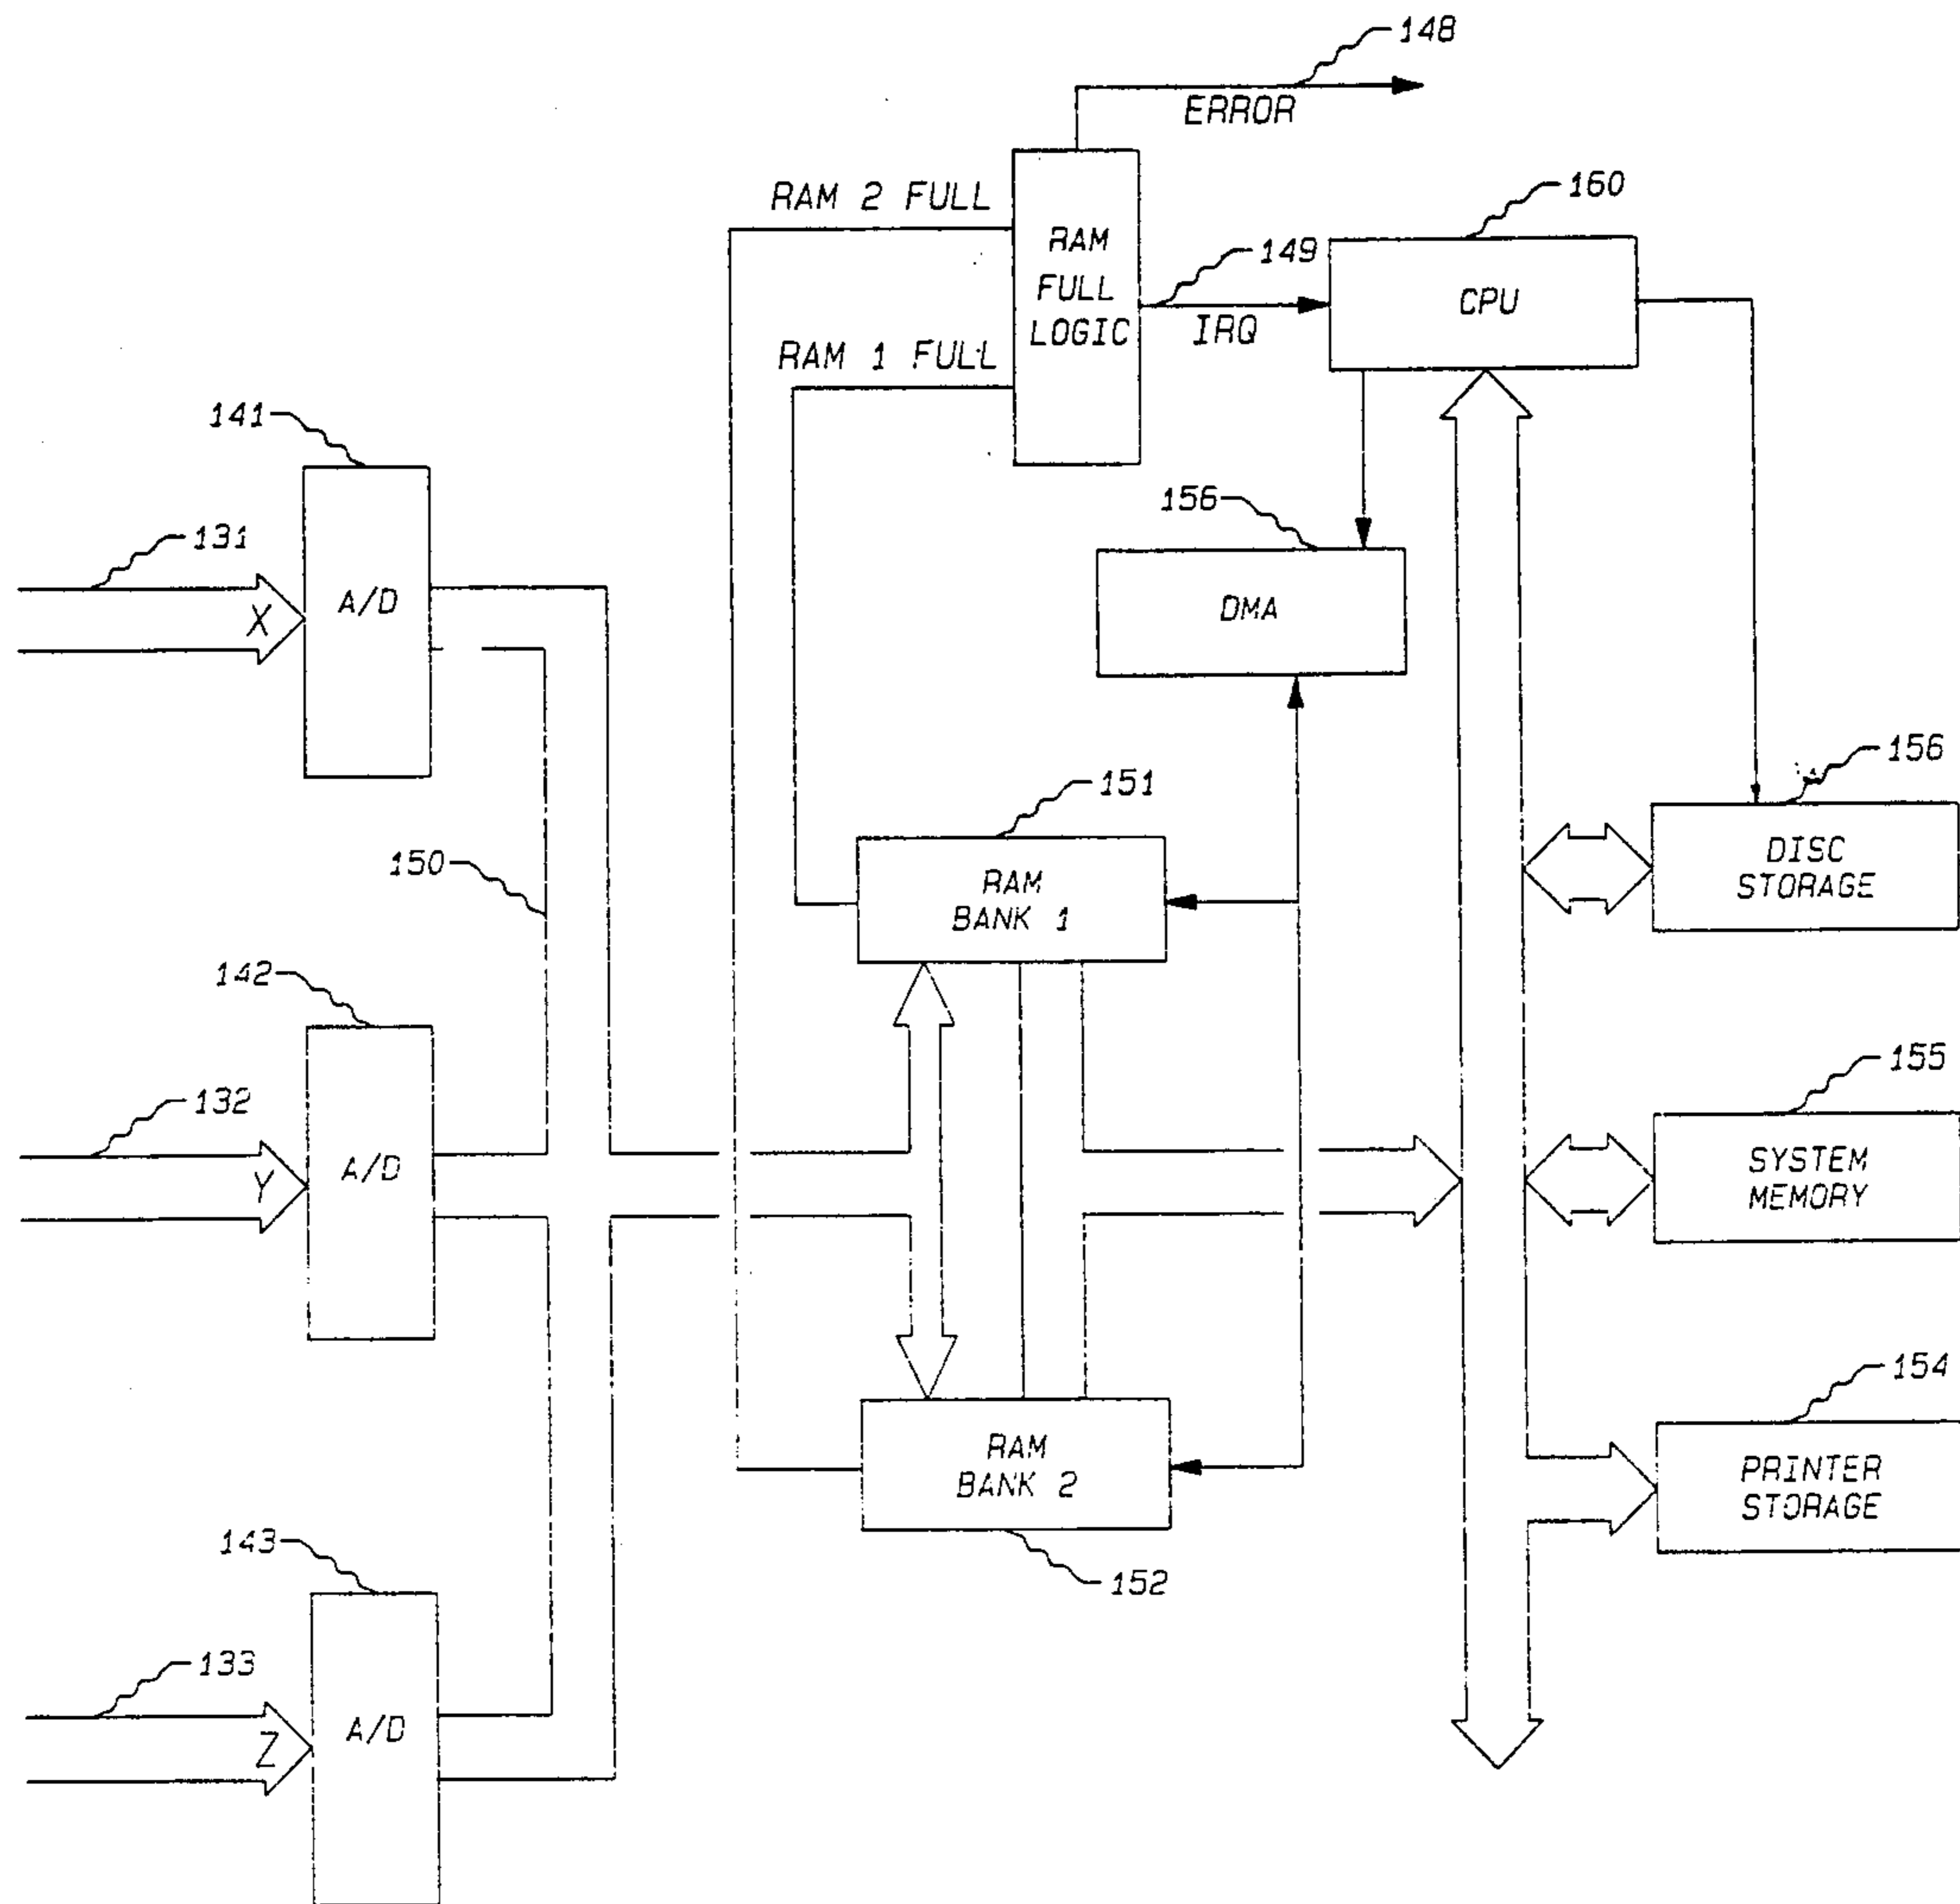 148
ERROR
RAM 2 FULL
160
RAM
FULL
LOGIC
149
CPU
IRQ
RAM 1 FULL
141
156
131
A/D
DMA
X
156
151
150
DISC
STORAGE
RAM
BANK 1
142
155
132
A/D
SYSTEM
MEMORY
Y
154
RAM
BANK 2
PRINTER
STORAGE
143
152
133
A/D
Z